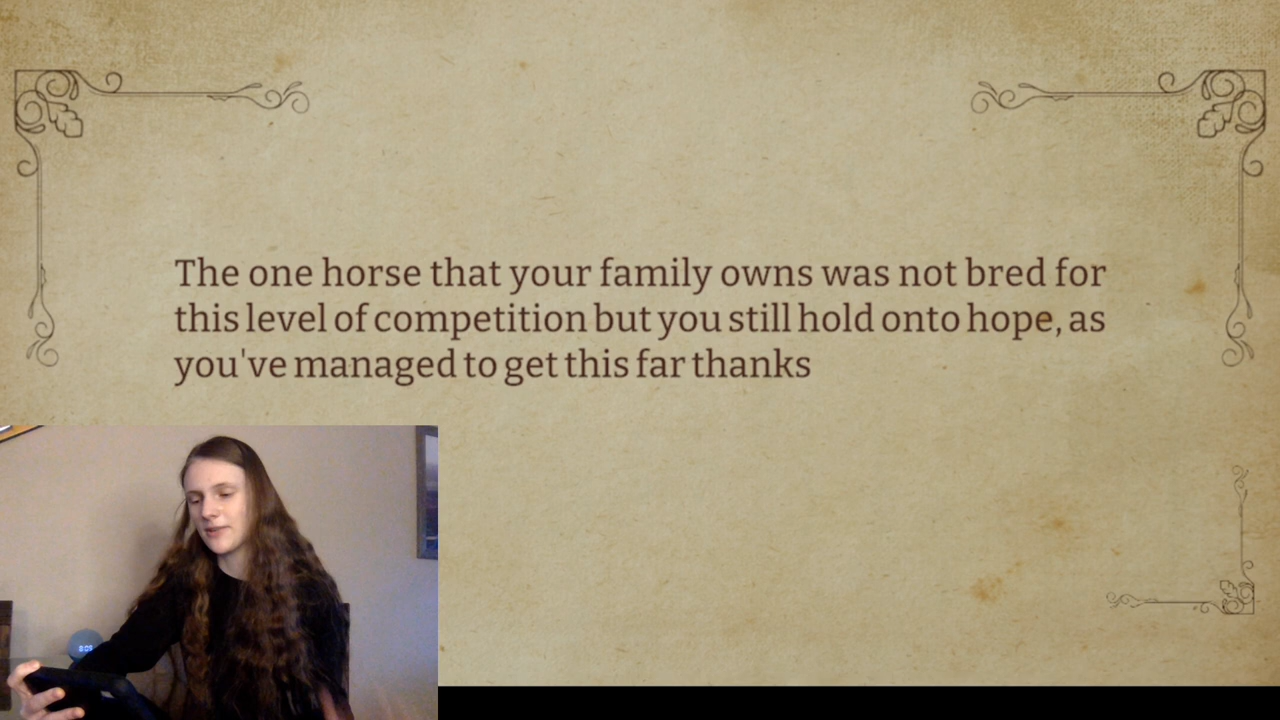 The one horse that your family owns was not bred for
this level of competition but you still hold onto hope, as
you've managed to get this far thanks